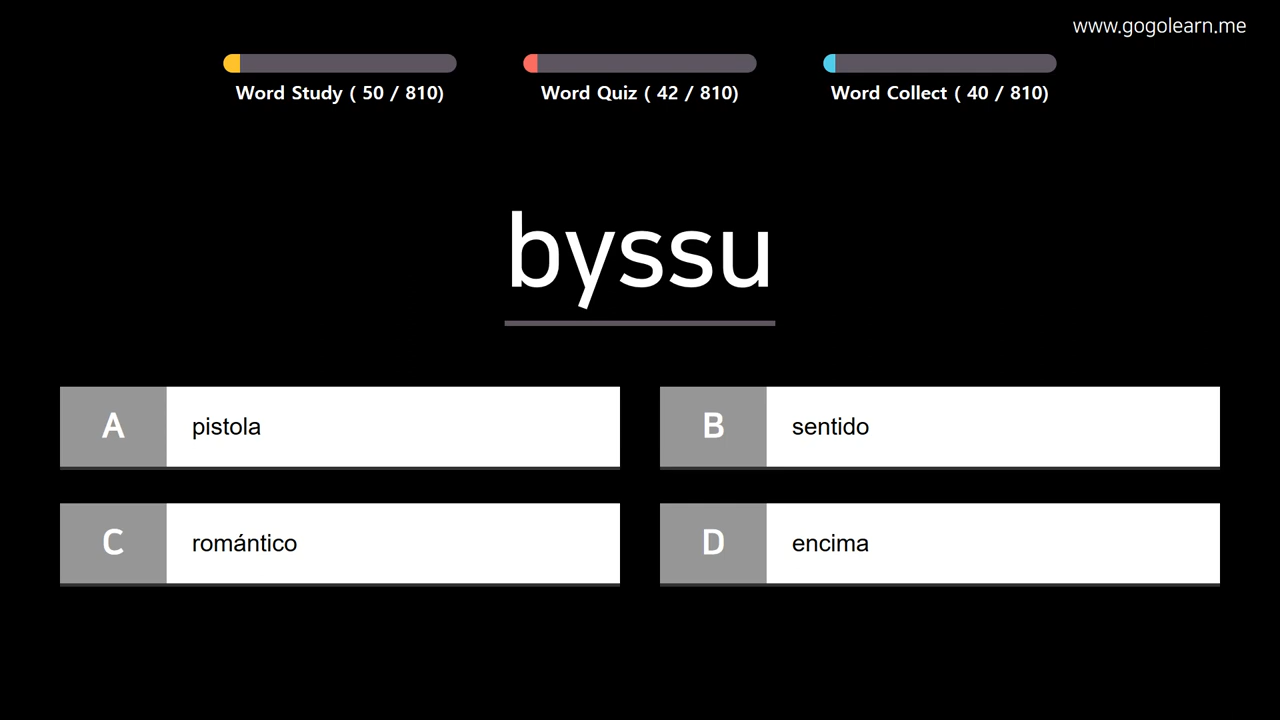 www.gogolearn.me
Word Study ( 50 / 810)
Word Quiz ( 42 / 810)
Word Collect ( 40 / 810)
byssu
A pistola
B sentido
C romántico
D encima